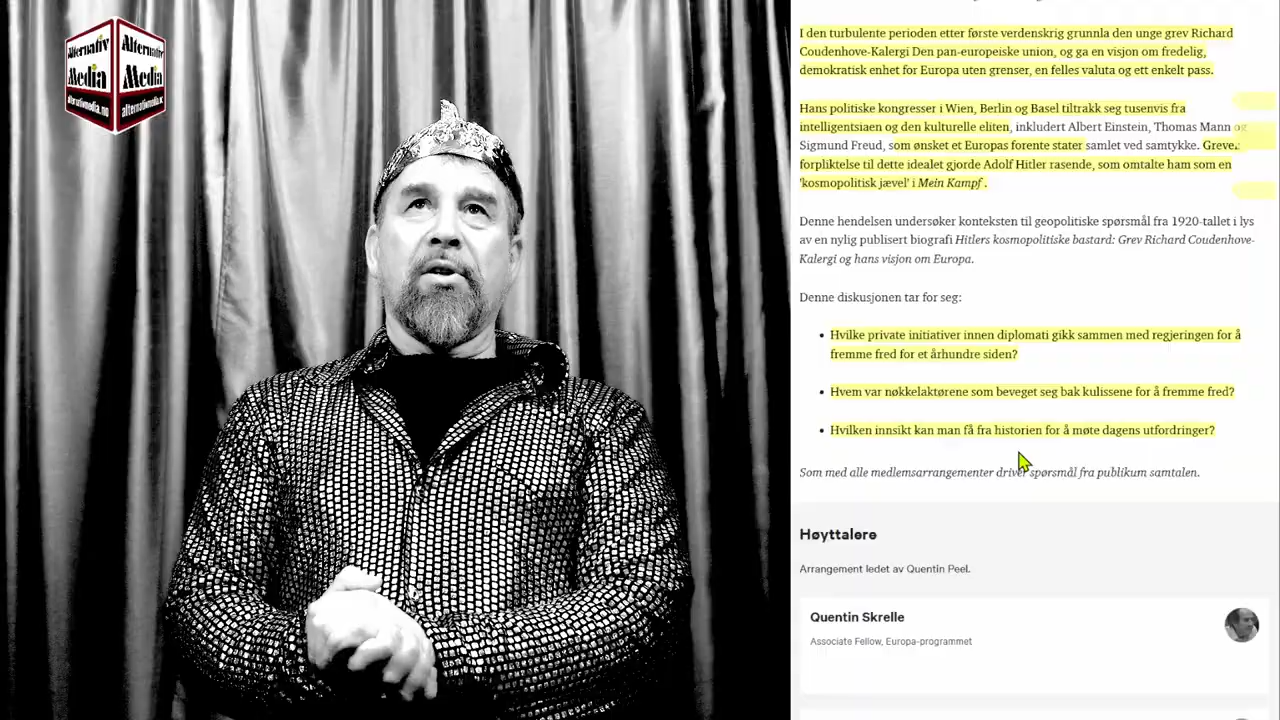 Alternativ Alternativ
Media Media
alternativmedia.no alternativmedia.no
I den turbulente perioden etter første verdenskrig grunnla den unge grev Richard
Coudenhove-Kalergi Den pan-europeiske union, og ga en visjon om fredelig,
demokratisk enhet for Europa uten grenser, en felles valuta og ett enkelt pass.
Hans politiske kongresser i Wien, Berlin og Basel tiltrakk seg tusenvis fra
intelligentsiaen og den kulturelle eliten, inkludert Albert Einstein, Thomas Mann og
Sigmund Freud, som ønsket et Europas forente stater samlet ved samtykke. Greve
forpliktelse til dette idealet gjorde Adolf Hitler rasende, som omtalte ham som en
'kosmopolitisk jævel' i Mein Kampf .
Denne hendelsen undersøker konteksten til geopolitiske spørsmål fra 1920-tallet i lys
av en nylig publisert biografi Hitlers kosmopolitiske bastard: Grev Richard Coudenhove-
Kalergi og hans visjon om Europa.
Denne diskusjonen tar for seg:
• Hvilke private initiativer innen diplomati gikk sammen med regjeringen for å
fremme fred for et århundre siden?
• Hvem var nøkkelaktørene som beveget seg bak kulissene for å fremme fred?
• Hvilken innsikt kan man få fra historien for å møte dagens utfordringer?
Som med alle medlemsarrangementer driver spørsmål fra publikum samtalen.
Høyttalere
Arrangement ledet av Quentin Peel.
Quentin Skrelle
Associate Fellow, Europa-programmet